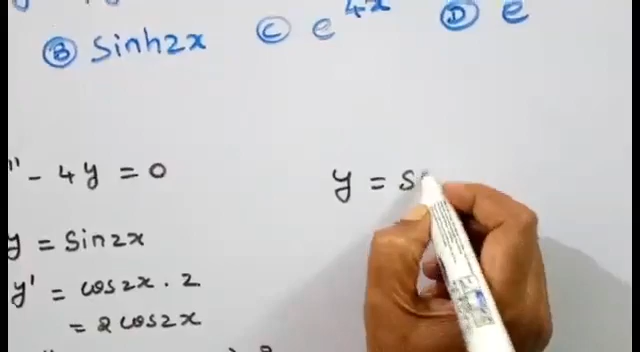 Ⓑ sinh2x Ⓒ e^4x Ⓓ e
" - 4y = 0
y = sin2x
y' = cos2x . 2
= 2cos2x
y = s